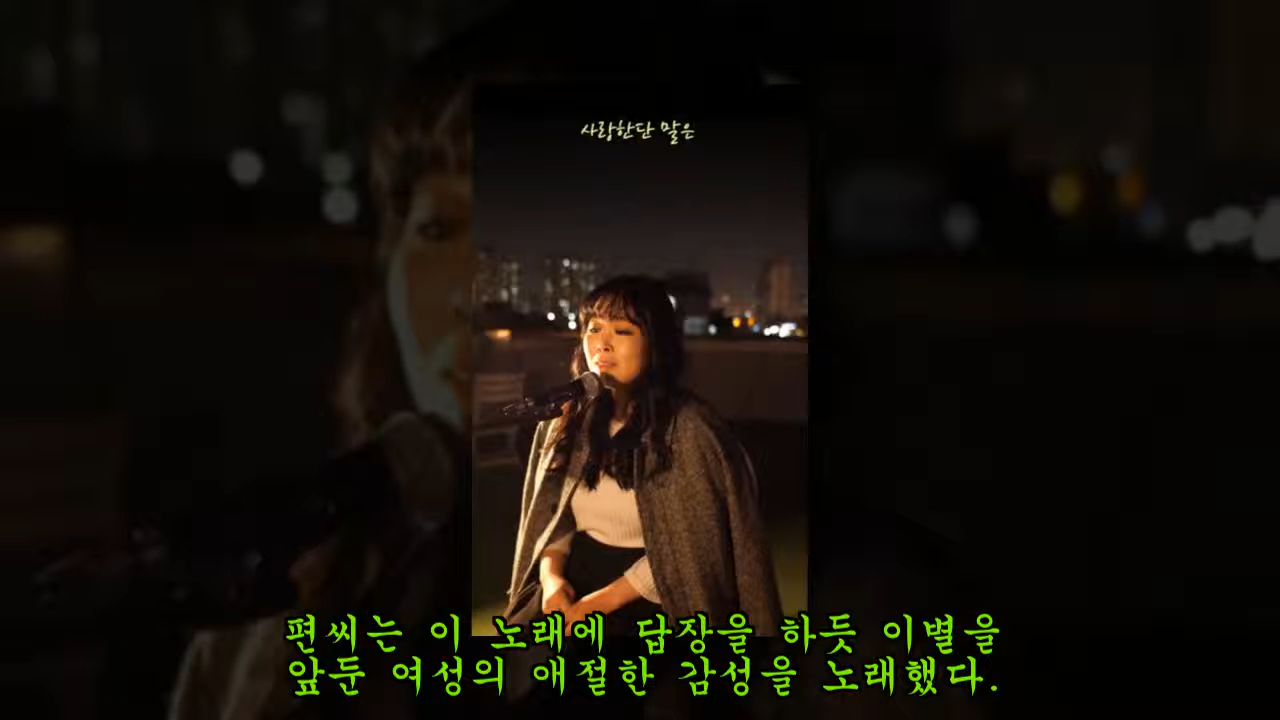 사랑한단 말은
편씨는 이 노래에 답장을 하듯 이별을
앞둔 여성의 애절한 감성을 노래했다.